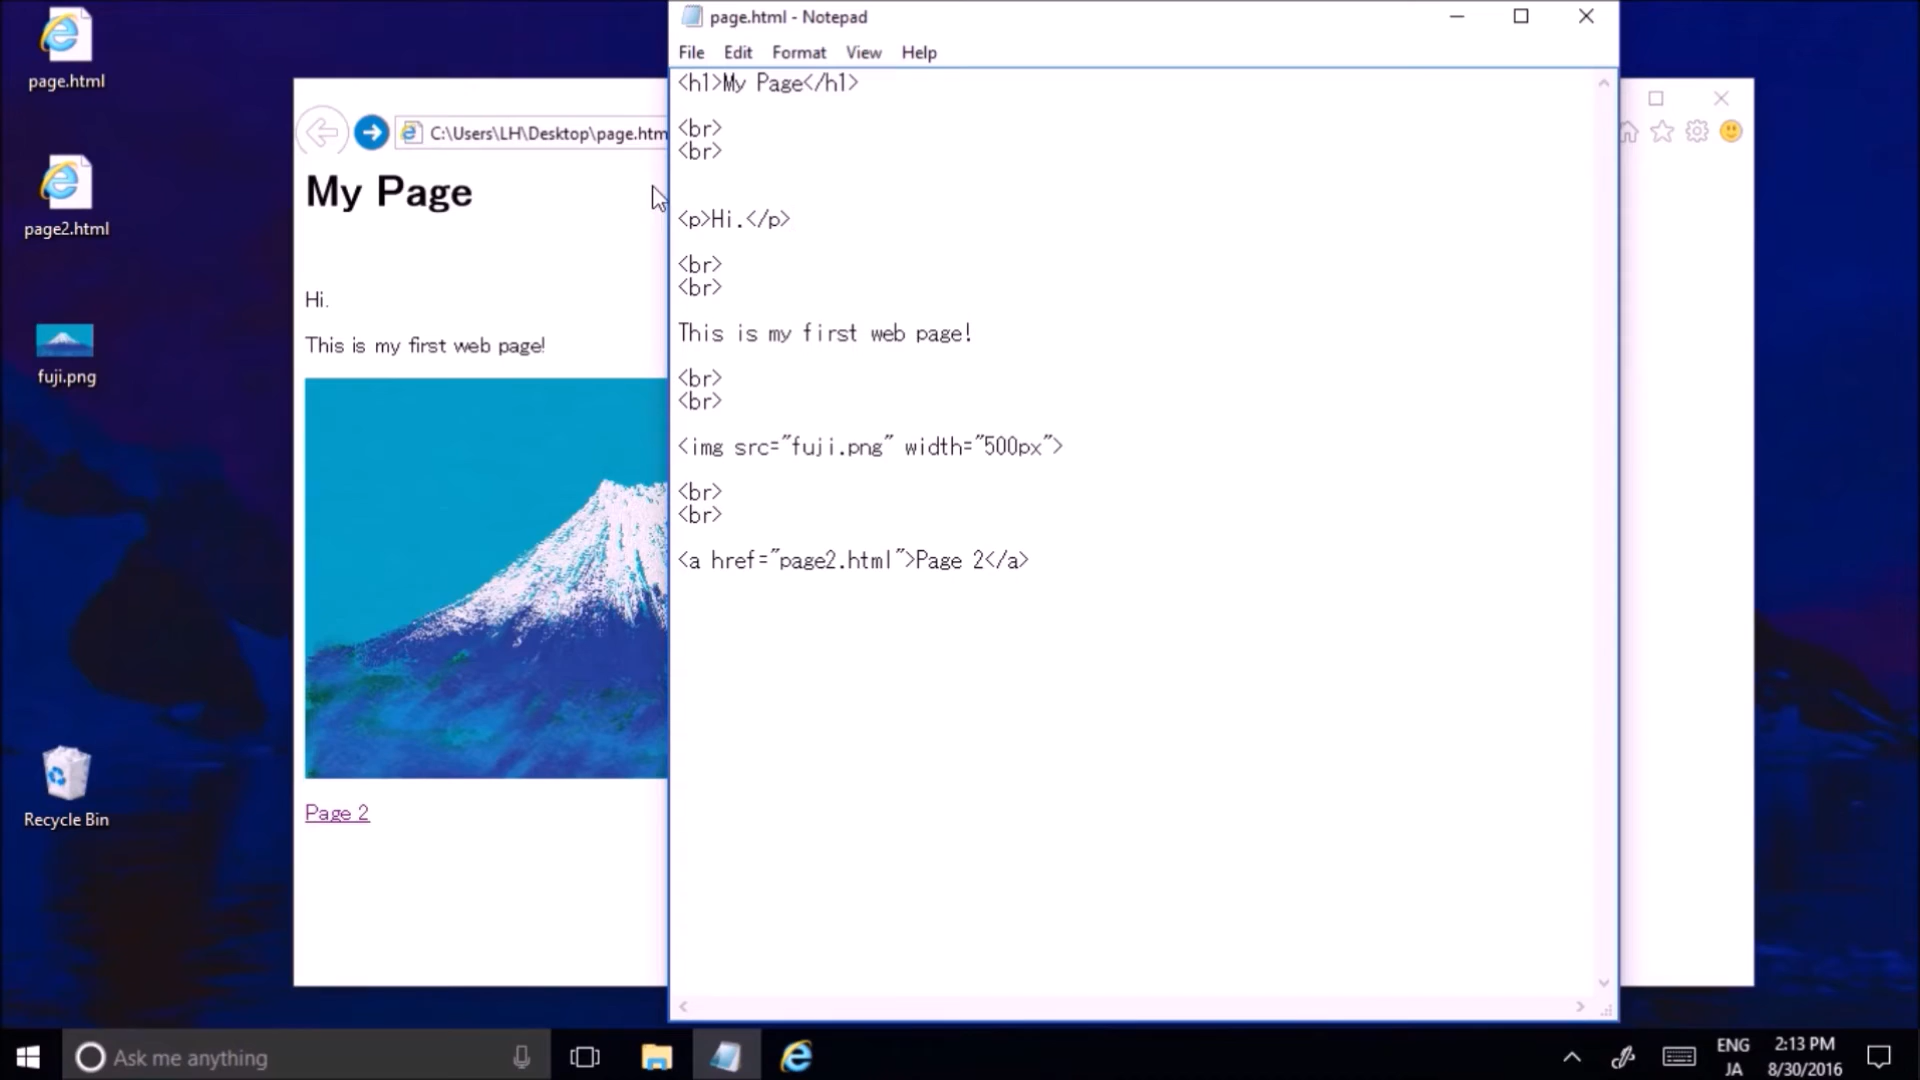 page.html
page2.html
fuji.png
Recycle Bin
C:\Users\LH\Desktop\page.htm
My Page
Hi.
This is my first web page!
Page 2
page.html - Notepad
File Edit Format View Help
<h1>My Page</h1>
<br>
<br>
<p>Hi.</p>
<br>
<br>
This is my first web page!
<br>
<br>
<img src="fuji.png" width="500px">
<br>
<br>
<a href="page2.html">Page 2</a>
Ask me anything
ENG
JA
2:13 PM
8/30/2016